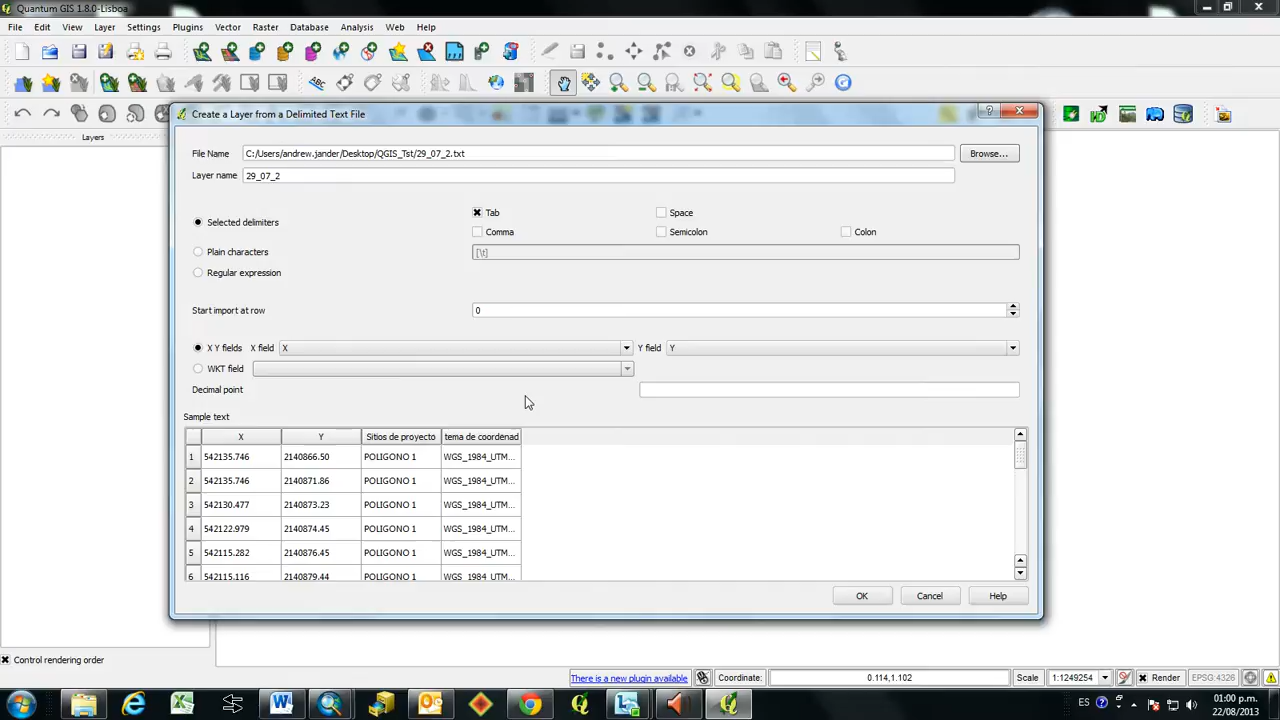 Quantum GIS 1.8.0-Lisboa
File Edit View Layer Settings Plugins Vector Raster Database Analysis Web Help
Layers
Create a Layer from a Delimited Text File
File Name C:/Users/andrew.jander/Desktop/QGIS_Tst/29_07_2.txt Browse...
Layer name 29_07_2
Selected delimiters Tab Space
Comma Semicolon Colon
Plain characters [\t]
Regular expression
Start import at row 0
X Y fields X field X Y field Y
WKT field
Decimal point
Sample text
X Y Sitios de proyecto tema de coordenad
1 542135.746 2140866.50 POLIGONO 1 WGS_1984_UTM...
2 542135.746 2140871.86 POLIGONO 1 WGS_1984_UTM...
3 542130.477 2140873.23 POLIGONO 1 WGS_1984_UTM...
4 542122.979 2140874.45 POLIGONO 1 WGS_1984_UTM...
5 542115.282 2140876.45 POLIGONO 1 WGS_1984_UTM...
6 542115.116 2140879.44 POLIGONO 1 WGS_1984_UTM...
OK Cancel Help
Control rendering order
There is a new plugin available Coordinate: 0.114,1.102 Scale 1:1249254 Render EPSG:4326
ES 01:00 p.m.
22/08/2013